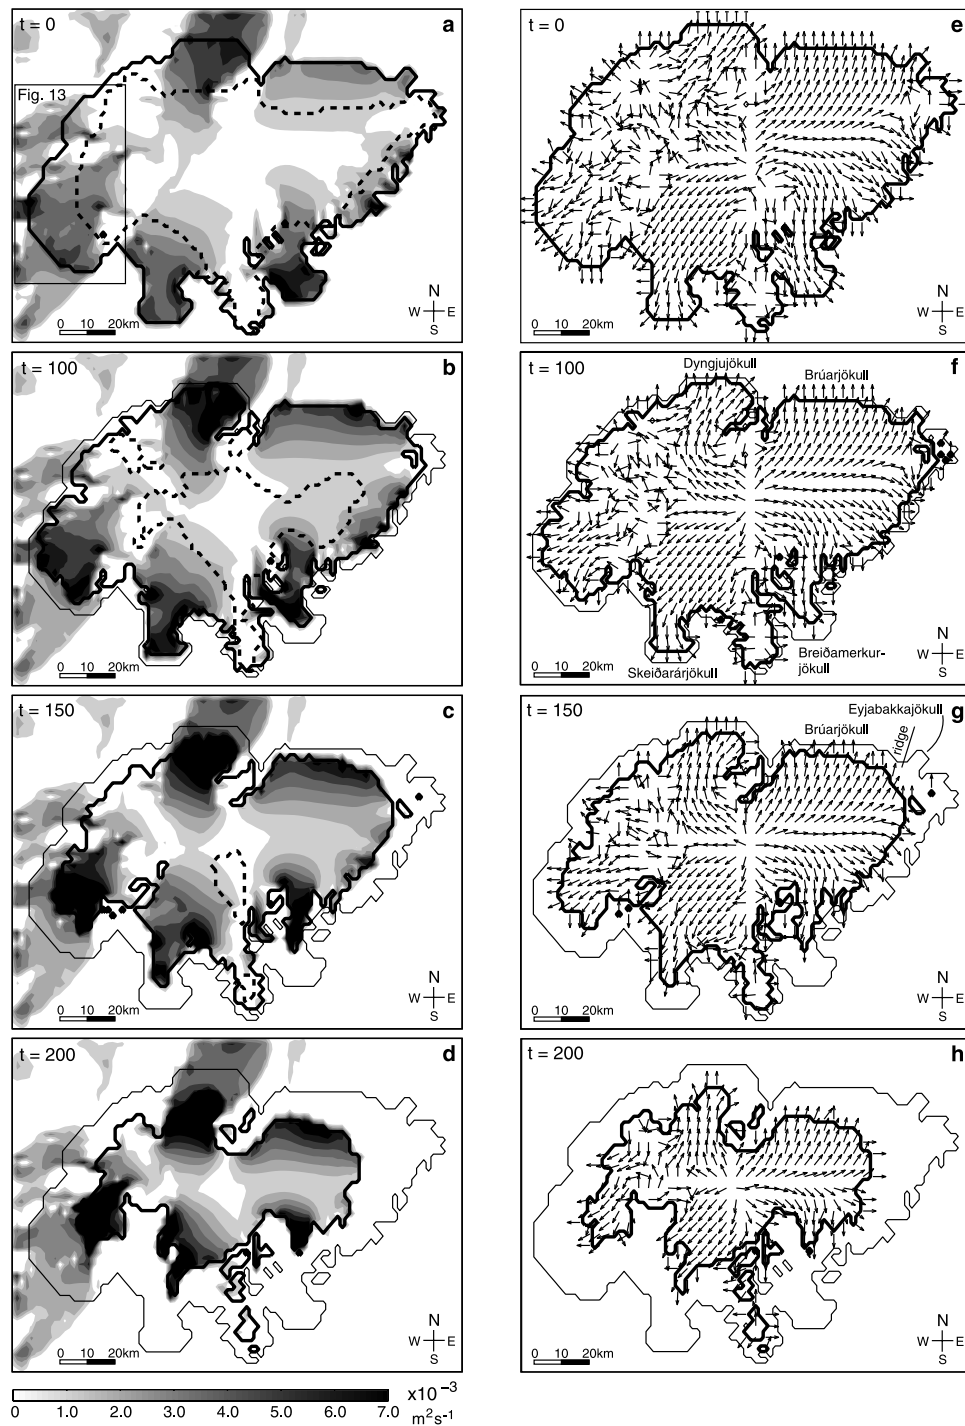 t = 0
a
Fig. 13
N
W E
S
0 10 20km
t = 0
e
N
W E
S
0 10 20km
t = 100
b
N
W E
S
0 10 20km
t = 100
f
Dyngjujökull
Brúarjökull
Breiðamerkur-
jökull
Skeiðarárjökull
N
W E
S
0 10 20km
t = 150
c
N
W E
S
0 10 20km
t = 150
g
Eyjabakkajökull
Brúarjökull
ridge
N
W E
S
0 10 20km
t = 200
d
N
W E
S
0 10 20km
t = 200
h
N
W E
S
0 10 20km
x10⁻³
0 1.0 2.0 3.0 4.0 5.0 6.0 7.0 m²s⁻¹